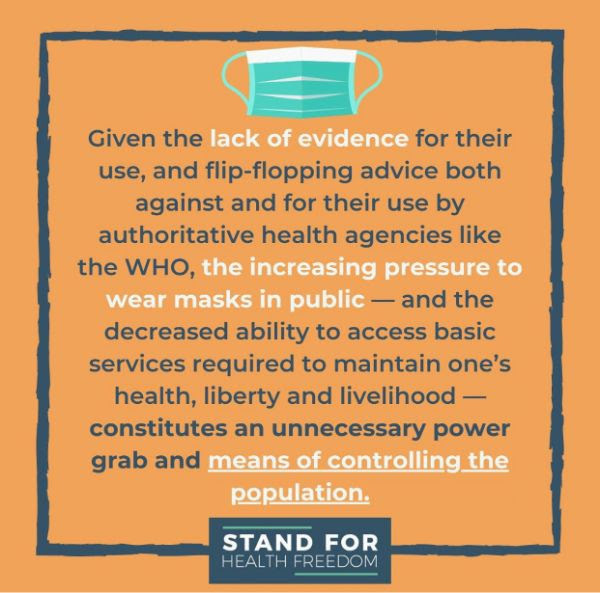 Given the lack of evidence for their
use, and flip-flopping advice both
against and for their use by
authoritative health agencies like
the WHO, the increasing pressure to
wear masks in public — and the
decreased ability to access basic
services required to maintain one's
health, liberty and livelihood —
constitutes an unnecessary power
grab and means of controlling the
population.
STAND FOR
HEALTH FREEDOM